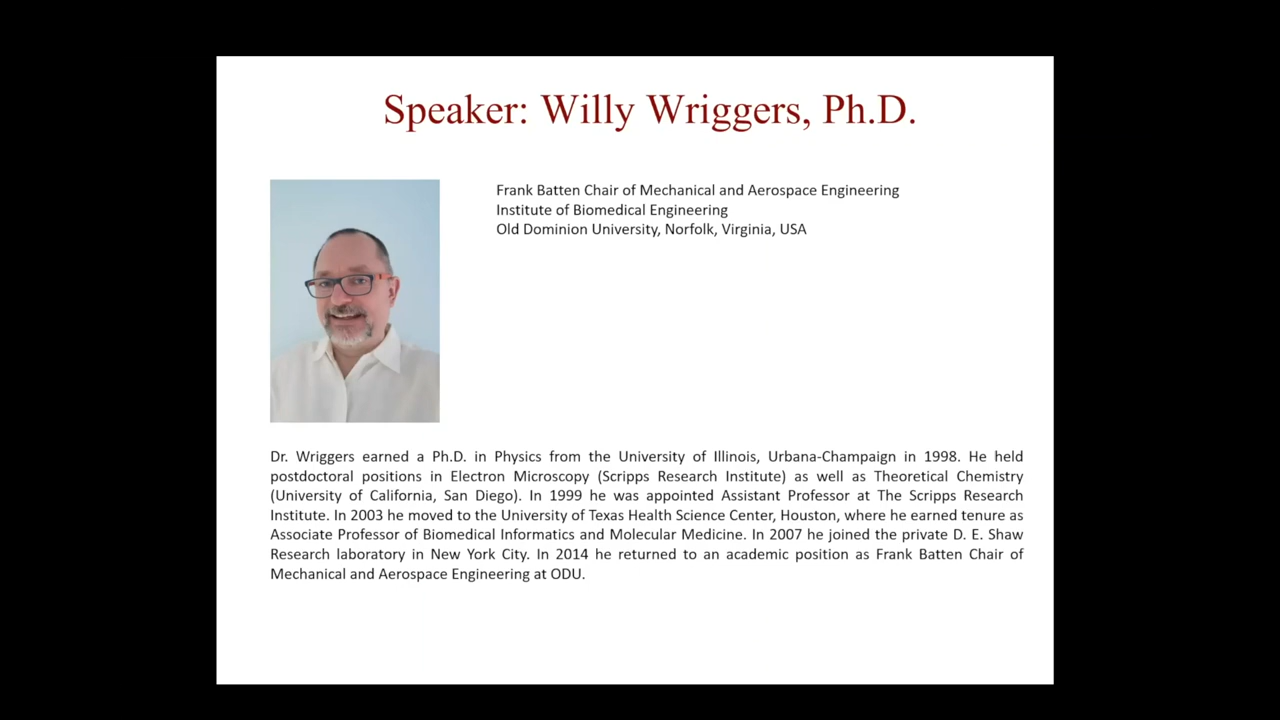 Speaker: Willy Wriggers, Ph.D.
Frank Batten Chair of Mechanical and Aerospace Engineering
Institute of Biomedical Engineering
Old Dominion University, Norfolk, Virginia, USA
Dr. Wriggers earned a Ph.D. in Physics from the University of Illinois, Urbana-Champaign in 1998. He held
postdoctoral positions in Electron Microscopy (Scripps Research Institute) as well as Theoretical Chemistry
(University of California, San Diego). In 1999 he was appointed Assistant Professor at The Scripps Research
Institute. In 2003 he moved to the University of Texas Health Science Center, Houston, where he earned tenure as
Associate Professor of Biomedical Informatics and Molecular Medicine. In 2007 he joined the private D. E. Shaw
Research laboratory in New York City. In 2014 he returned to an academic position as Frank Batten Chair of
Mechanical and Aerospace Engineering at ODU.